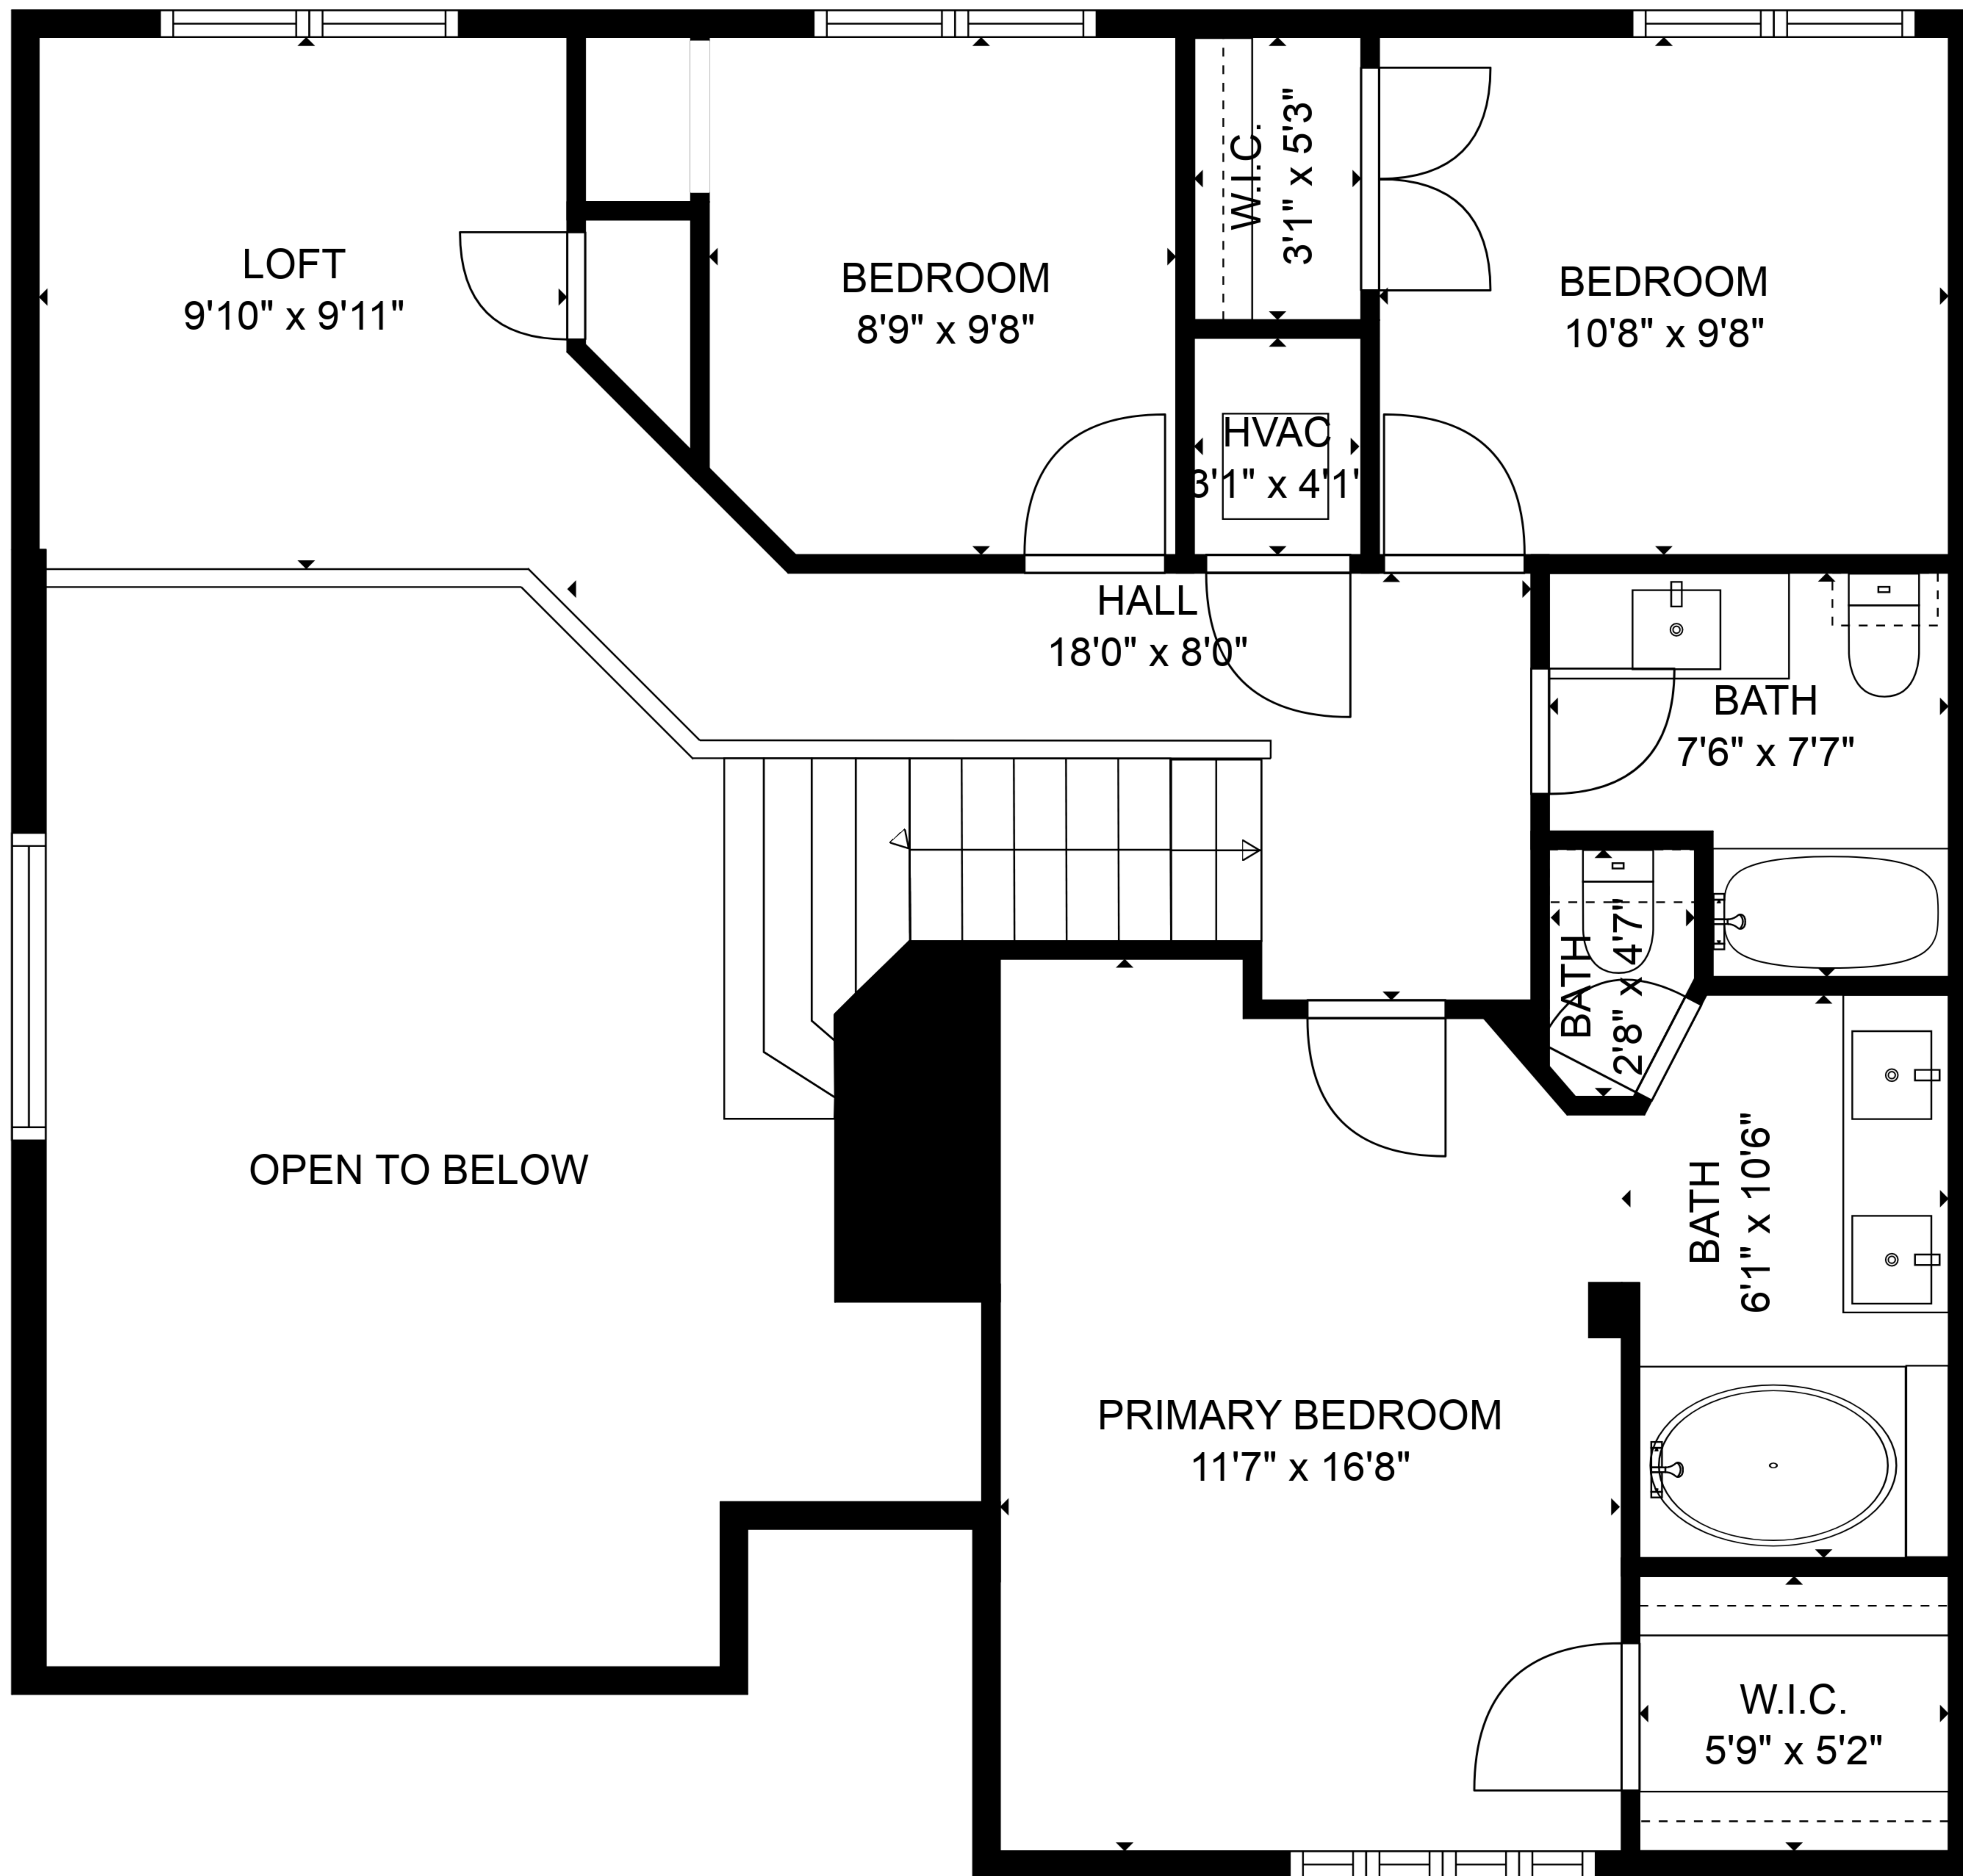 LOFT
9'10" x 9'11"
BEDROOM
8'9" x 9'8"
W.I.C.
3'1" x 5'3"
BEDROOM
10'8" x 9'8"
HVAC
3'1" x 4'1'
HALL
18'0" x 8'0"
BATH
7'6" x 7'7"
BATH
2'8" x 4'7"
BATH
6'1" x 10'6"
OPEN TO BELOW
PRIMARY BEDROOM
11'7" x 16'8"
W.I.C.
5'9" x 5'2"